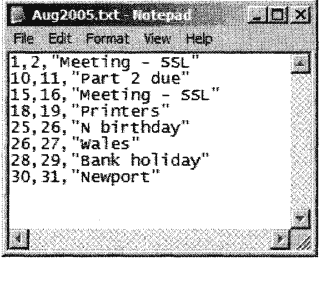 Aug2005.txt - Notepad
File Edit Format View Help
1,2,"Meeting - SSL"
10,11,"Part 2 due"
15,16,"Meeting - SSL"
18,19,"Printers"
25,26,"N birthday"
26,27,"Wales"
28,29,"Bank holiday"
30,31,"Newport"